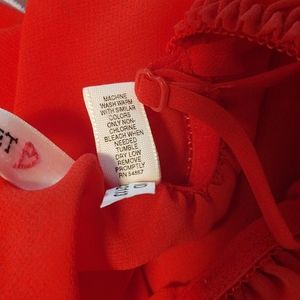 MACHINE
WASH WARM
WITH SIMILAR
COLORS
ONLY NON-
CHLORINE
BLEACH WHEN
NEEDED
TUMBLE
DRY LOW
REMOVE
PROMPTLY
RN 54867